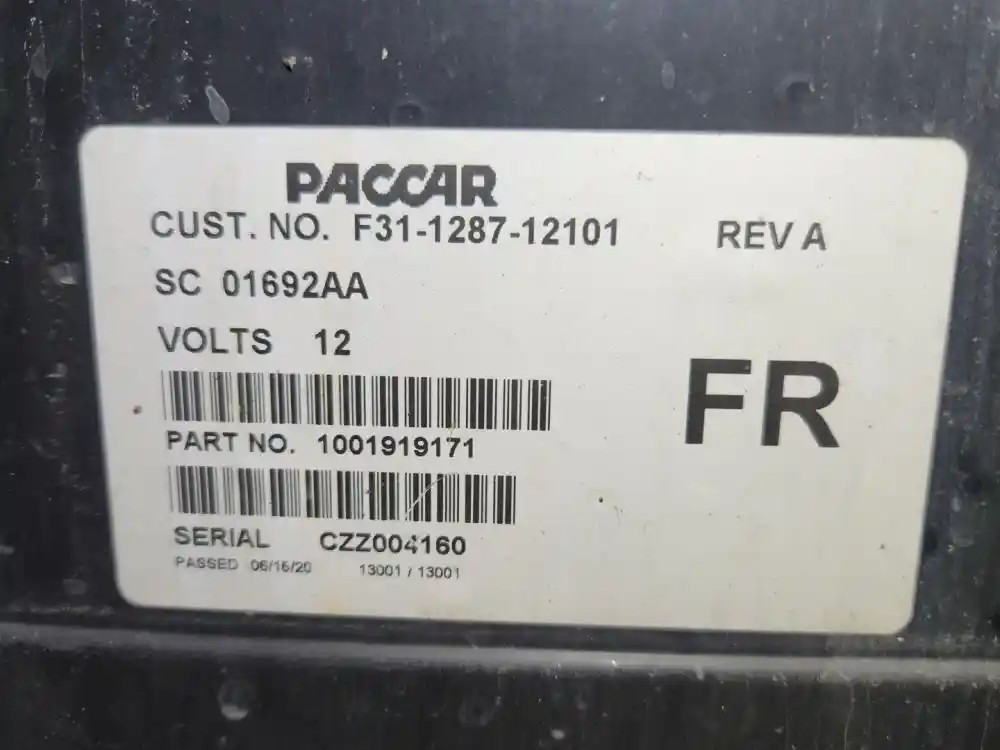 PACCAR
CUST. NO. F31-1287-12101 REV A
SC 01692AA
VOLTS 12
FR
PART NO. 1001919171
SERIAL CZZ004160
PASSED 06/16/20 13001 / 13001